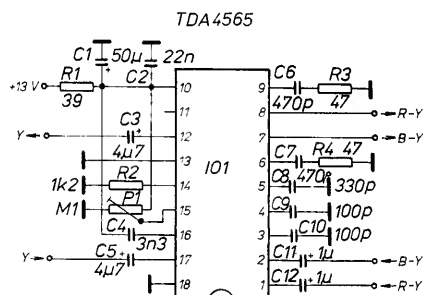 TDA4565
C1 50µ 22n
R1 C2 C6 R3
+13 V 10 9
39 470p 47
11 8 R-Y
C3
Y 12 7 B-Y
4µ7 C7 R4 47
13 IO1 6
R2 C8 470p
1k2 14 5 330p
P1 C9
M1 15 4 100p
C4 C10
16 3 100p
3n3
C5 C11 1µ
Y 17 2 B-Y
4µ7 C12 1µ
18 1 R-Y